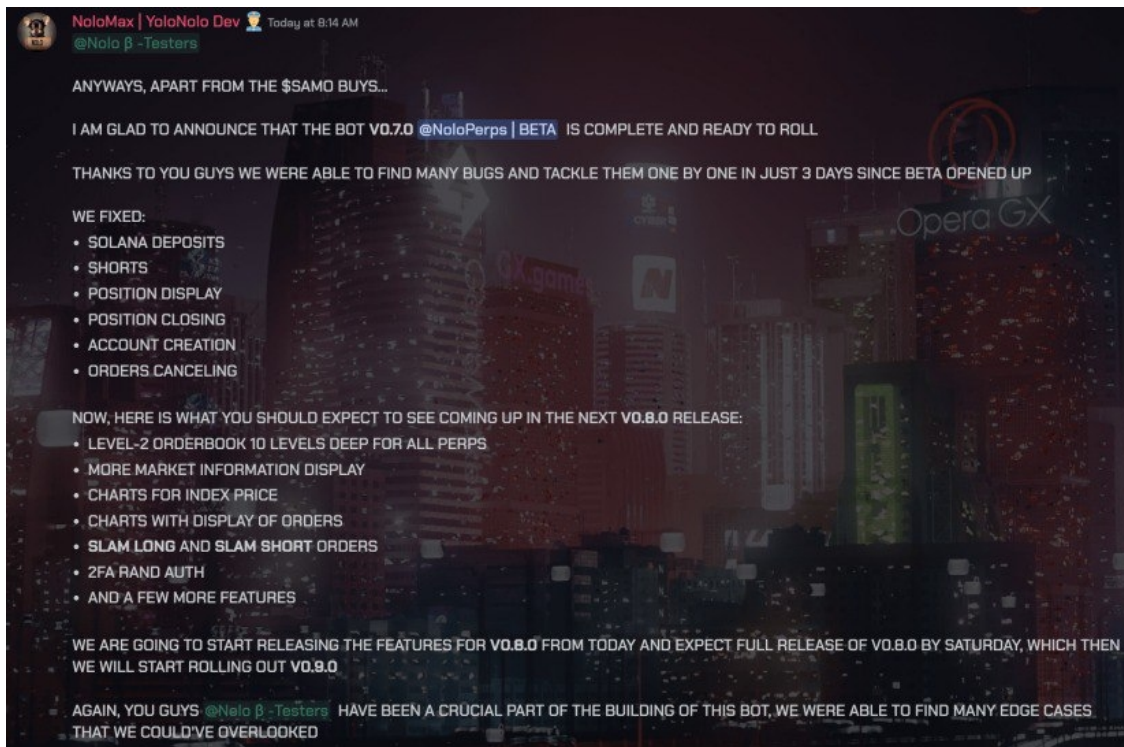 NoloMax | YoloNolo Dev Today at 8:14 AM
@Nolo β -Testers
ANYWAYS, APART FROM THE $SAMO BUYS...
I AM GLAD TO ANNOUNCE THAT THE BOT V0.7.0 @NoloPerps | BETA IS COMPLETE AND READY TO ROLL
THANKS TO YOU GUYS WE WERE ABLE TO FIND MANY BUGS AND TACKLE THEM ONE BY ONE IN JUST 3 DAYS SINCE BETA OPENED UP
WE FIXED:
• SOLANA DEPOSITS
• SHORTS
• POSITION DISPLAY
• POSITION CLOSING
• ACCOUNT CREATION
• ORDERS CANCELING
NOW, HERE IS WHAT YOU SHOULD EXPECT TO SEE COMING UP IN THE NEXT V0.8.0 RELEASE:
• LEVEL-2 ORDERBOOK 10 LEVELS DEEP FOR ALL PERPS
• MORE MARKET INFORMATION DISPLAY
• CHARTS FOR INDEX PRICE
• CHARTS WITH DISPLAY OF ORDERS
• SLAM LONG AND SLAM SHORT ORDERS
• 2FA RAND AUTH
• AND A FEW MORE FEATURES
WE ARE GOING TO START RELEASING THE FEATURES FOR V0.8.0 FROM TODAY AND EXPECT FULL RELEASE OF V0.8.0 BY SATURDAY, WHICH THEN
WE WILL START ROLLING OUT V0.9.0
AGAIN, YOU GUYS @Nolo β -Testers HAVE BEEN A CRUCIAL PART OF THE BUILDING OF THIS BOT, WE WERE ABLE TO FIND MANY EDGE CASES
THAT WE COULD'VE OVERLOOKED
Opera GX
GX.games